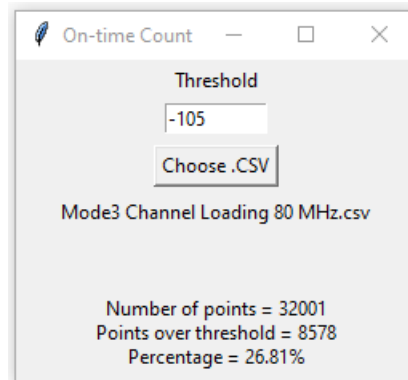 On-time Count
Threshold
-105
Choose .CSV
Mode3 Channel Loading 80 MHz.csv
Number of points = 32001
Points over threshold = 8578
Percentage = 26.81%